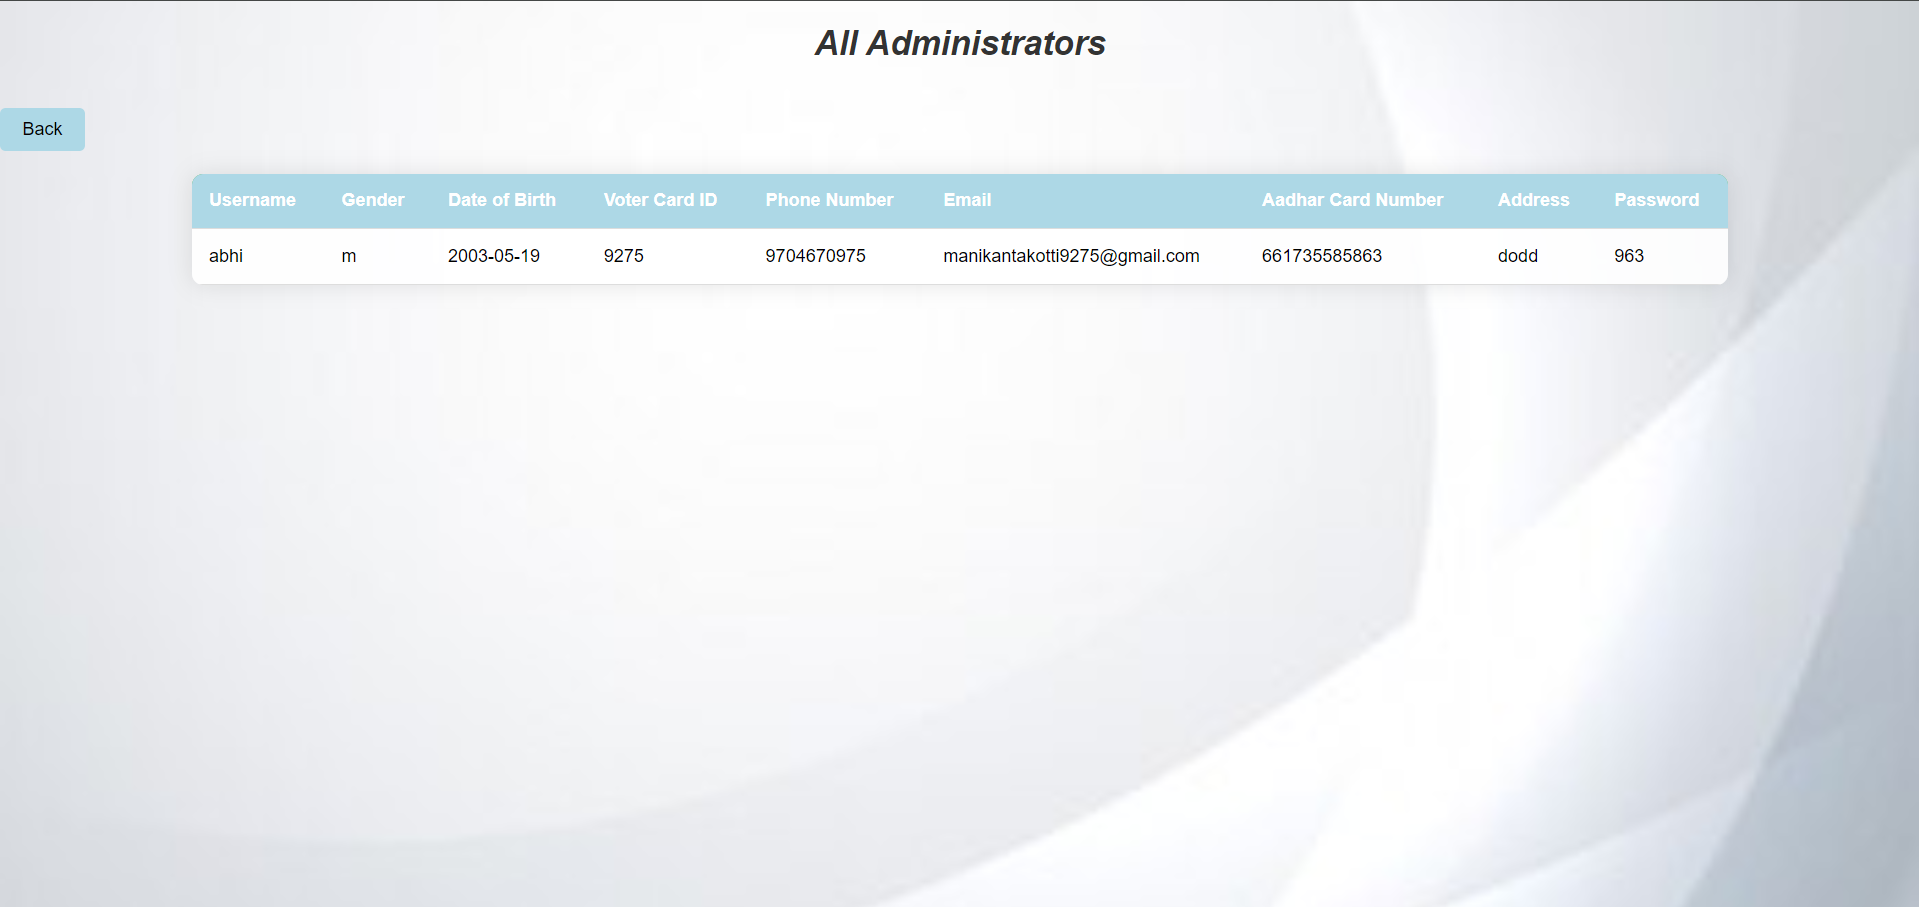 All Administrators
Back
Username Gender Date of Birth Voter Card ID Phone Number Email Aadhar Card Number Address Password
abhi m 2003-05-19 9275 9704670975 manikantakotti9275@gmail.com 661735585863 dodd 963